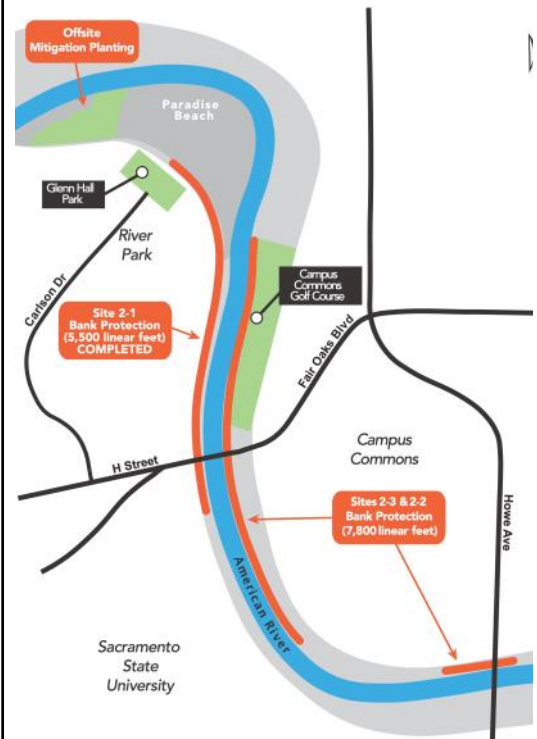 Offsite
Mitigation Planting
Paradise
Beach
Glenn Hall
Park
River
Park
Carlson Dr
Campus
Commons
Golf Course
Site 2-1
Bank Protection
(5,500 linear feet)
COMPLETED
Fair Oaks Blvd
H Street
Campus
Commons
Sites 2-3 & 2-2
Bank Protection
(7,800 linear feet)
Howe Ave
American River
Sacramento
State
University